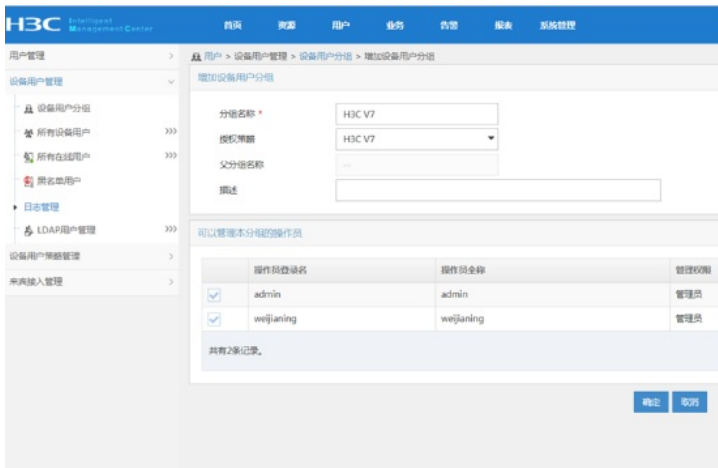 H3C Intelligent Management Center
首页 资源 用户 业务 告警 报表 系统管理
用户管理
设备用户管理
设备用户分组
所有设备用户
所有在线用户
黑名单用户
日志管理
LDAP用户管理
设备用户策略管理
来宾接入管理
用户 > 设备用户管理 > 设备用户分组 > 增加设备用户分组
增加设备用户分组
分组名称 * H3C V7
授权策略 H3C V7
父分组名称 --
描述
可以管理本分组的操作员
操作员登录名 操作员全称 管理权限
admin admin 管理员
weijianing weijianing 管理员
共有2条记录。
确定 取消